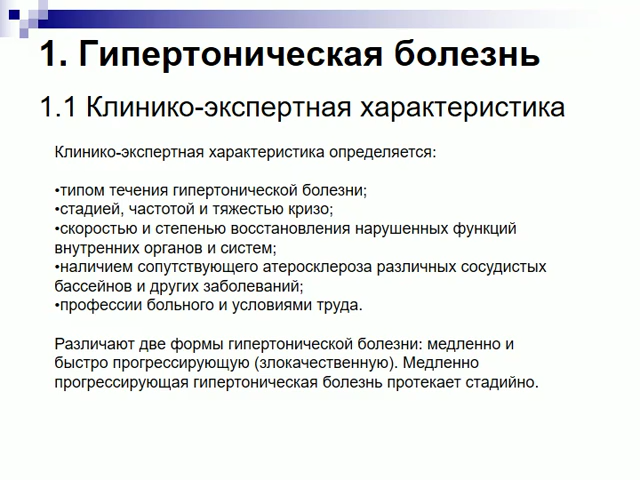 1. Гипертоническая болезнь
1.1 Клинико-экспертная характеристика
Клинико-экспертная характеристика определяется:
•типом течения гипертонической болезни;
•стадией, частотой и тяжестью кризо;
•скоростью и степенью восстановления нарушенных функций
внутренних органов и систем;
•наличием сопутствующего атеросклероза различных сосудистых
бассейнов и других заболеваний;
•профессии больного и условиями труда.
Различают две формы гипертонической болезни: медленно и
быстро прогрессирующую (злокачественную). Медленно
прогрессирующая гипертоническая болезнь протекает стадийно.